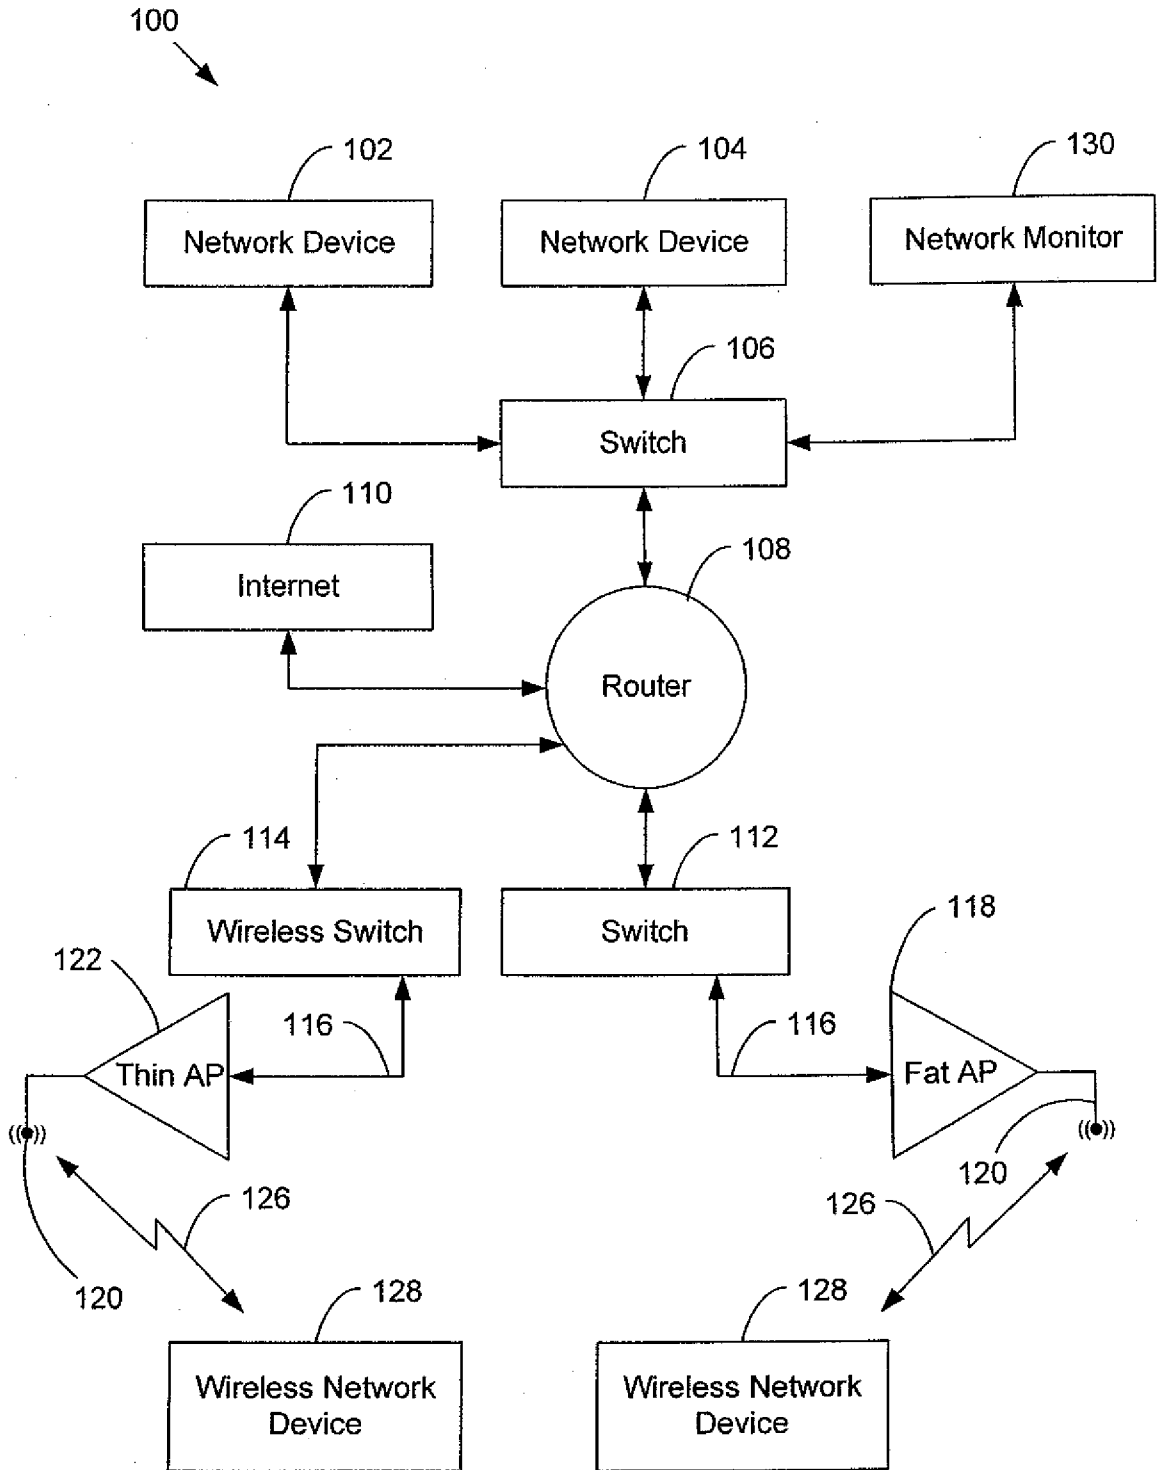 100
102
104
130
Network Device
Network Device
Network Monitor
106
Switch
110
108
Internet
Router
114
112
Wireless Switch
Switch
118
122
116
116
Thin AP
Fat AP
120
126
126
120
128
128
Wireless Network
Device
Wireless Network
Device